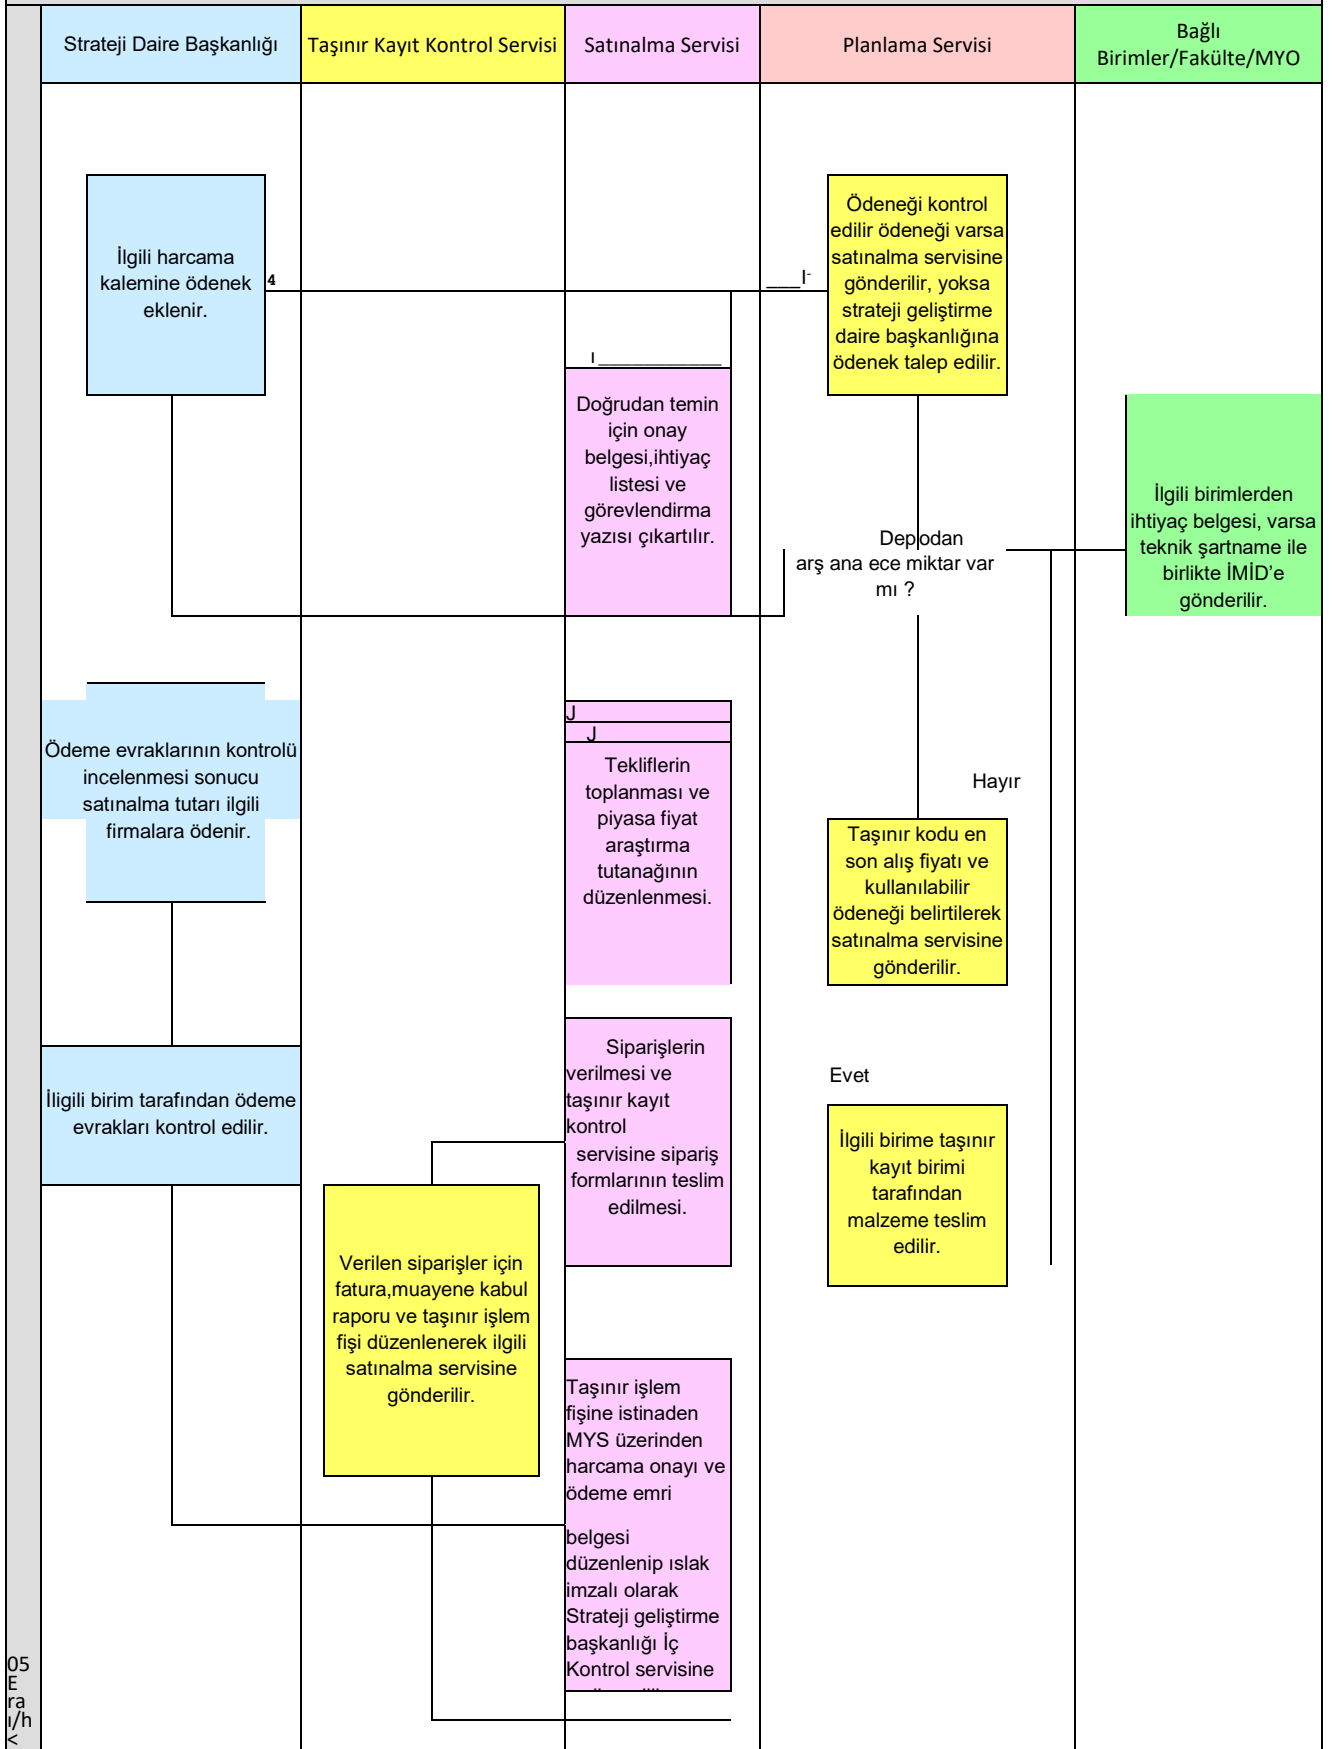 Strateji Daire Başkanlığı
Taşınır Kayıt Kontrol Servisi
Satınalma Servisi
Planlama Servisi
Bağlı
Birimler/Fakülte/MYO
İlgili harcama
kalemine ödenek
eklenir.
4
Ödeneği kontrol
edilir ödeneği varsa
satınalma servisine
gönderilir, yoksa
strateji geliştirme
daire başkanlığına
ödenek talep edilir.
Doğrudan temin
için onay
belgesi,ihtiyaç
listesi ve
görevlendirma
yazısı çıkartılır.
Depodan
arş ana ece miktar var
mı ?
İlgili birimlerden
ihtiyaç belgesi, varsa
teknik şartname ile
birlikte İMİD’e
gönderilir.
Ödeme evraklarının kontrolü
incelenmesi sonucu
satınalma tutarı ilgili
firmalara ödenir.
J
J
Tekliflerin
toplanması ve
piyasa fiyat
araştırma
tutanağının
düzenlenmesi.
Hayır
Taşınır kodu en
son alış fiyatı ve
kullanılabilir
ödeneği belirtilerek
satınalma servisine
gönderilir.
İligili birim tarafından ödeme
evrakları kontrol edilir.
Siparişlerin
verilmesi ve
taşınır kayıt
kontrol
servisine sipariş
formlarının teslim
edilmesi.
Evet
İlgili birime taşınır
kayıt birimi
tarafından
malzeme teslim
edilir.
Verilen siparişler için
fatura,muayene kabul
raporu ve taşınır işlem
fişi düzenlenerek ilgili
satınalma servisine
gönderilir.
Taşınır işlem
fişine istinaden
MYS üzerinden
harcama onayı ve
ödeme emri
belgesi
düzenlenip ıslak
imzalı olarak
Strateji geliştirme
başkanlığı İç
Kontrol servisine
05
E
ra
ı/h
<